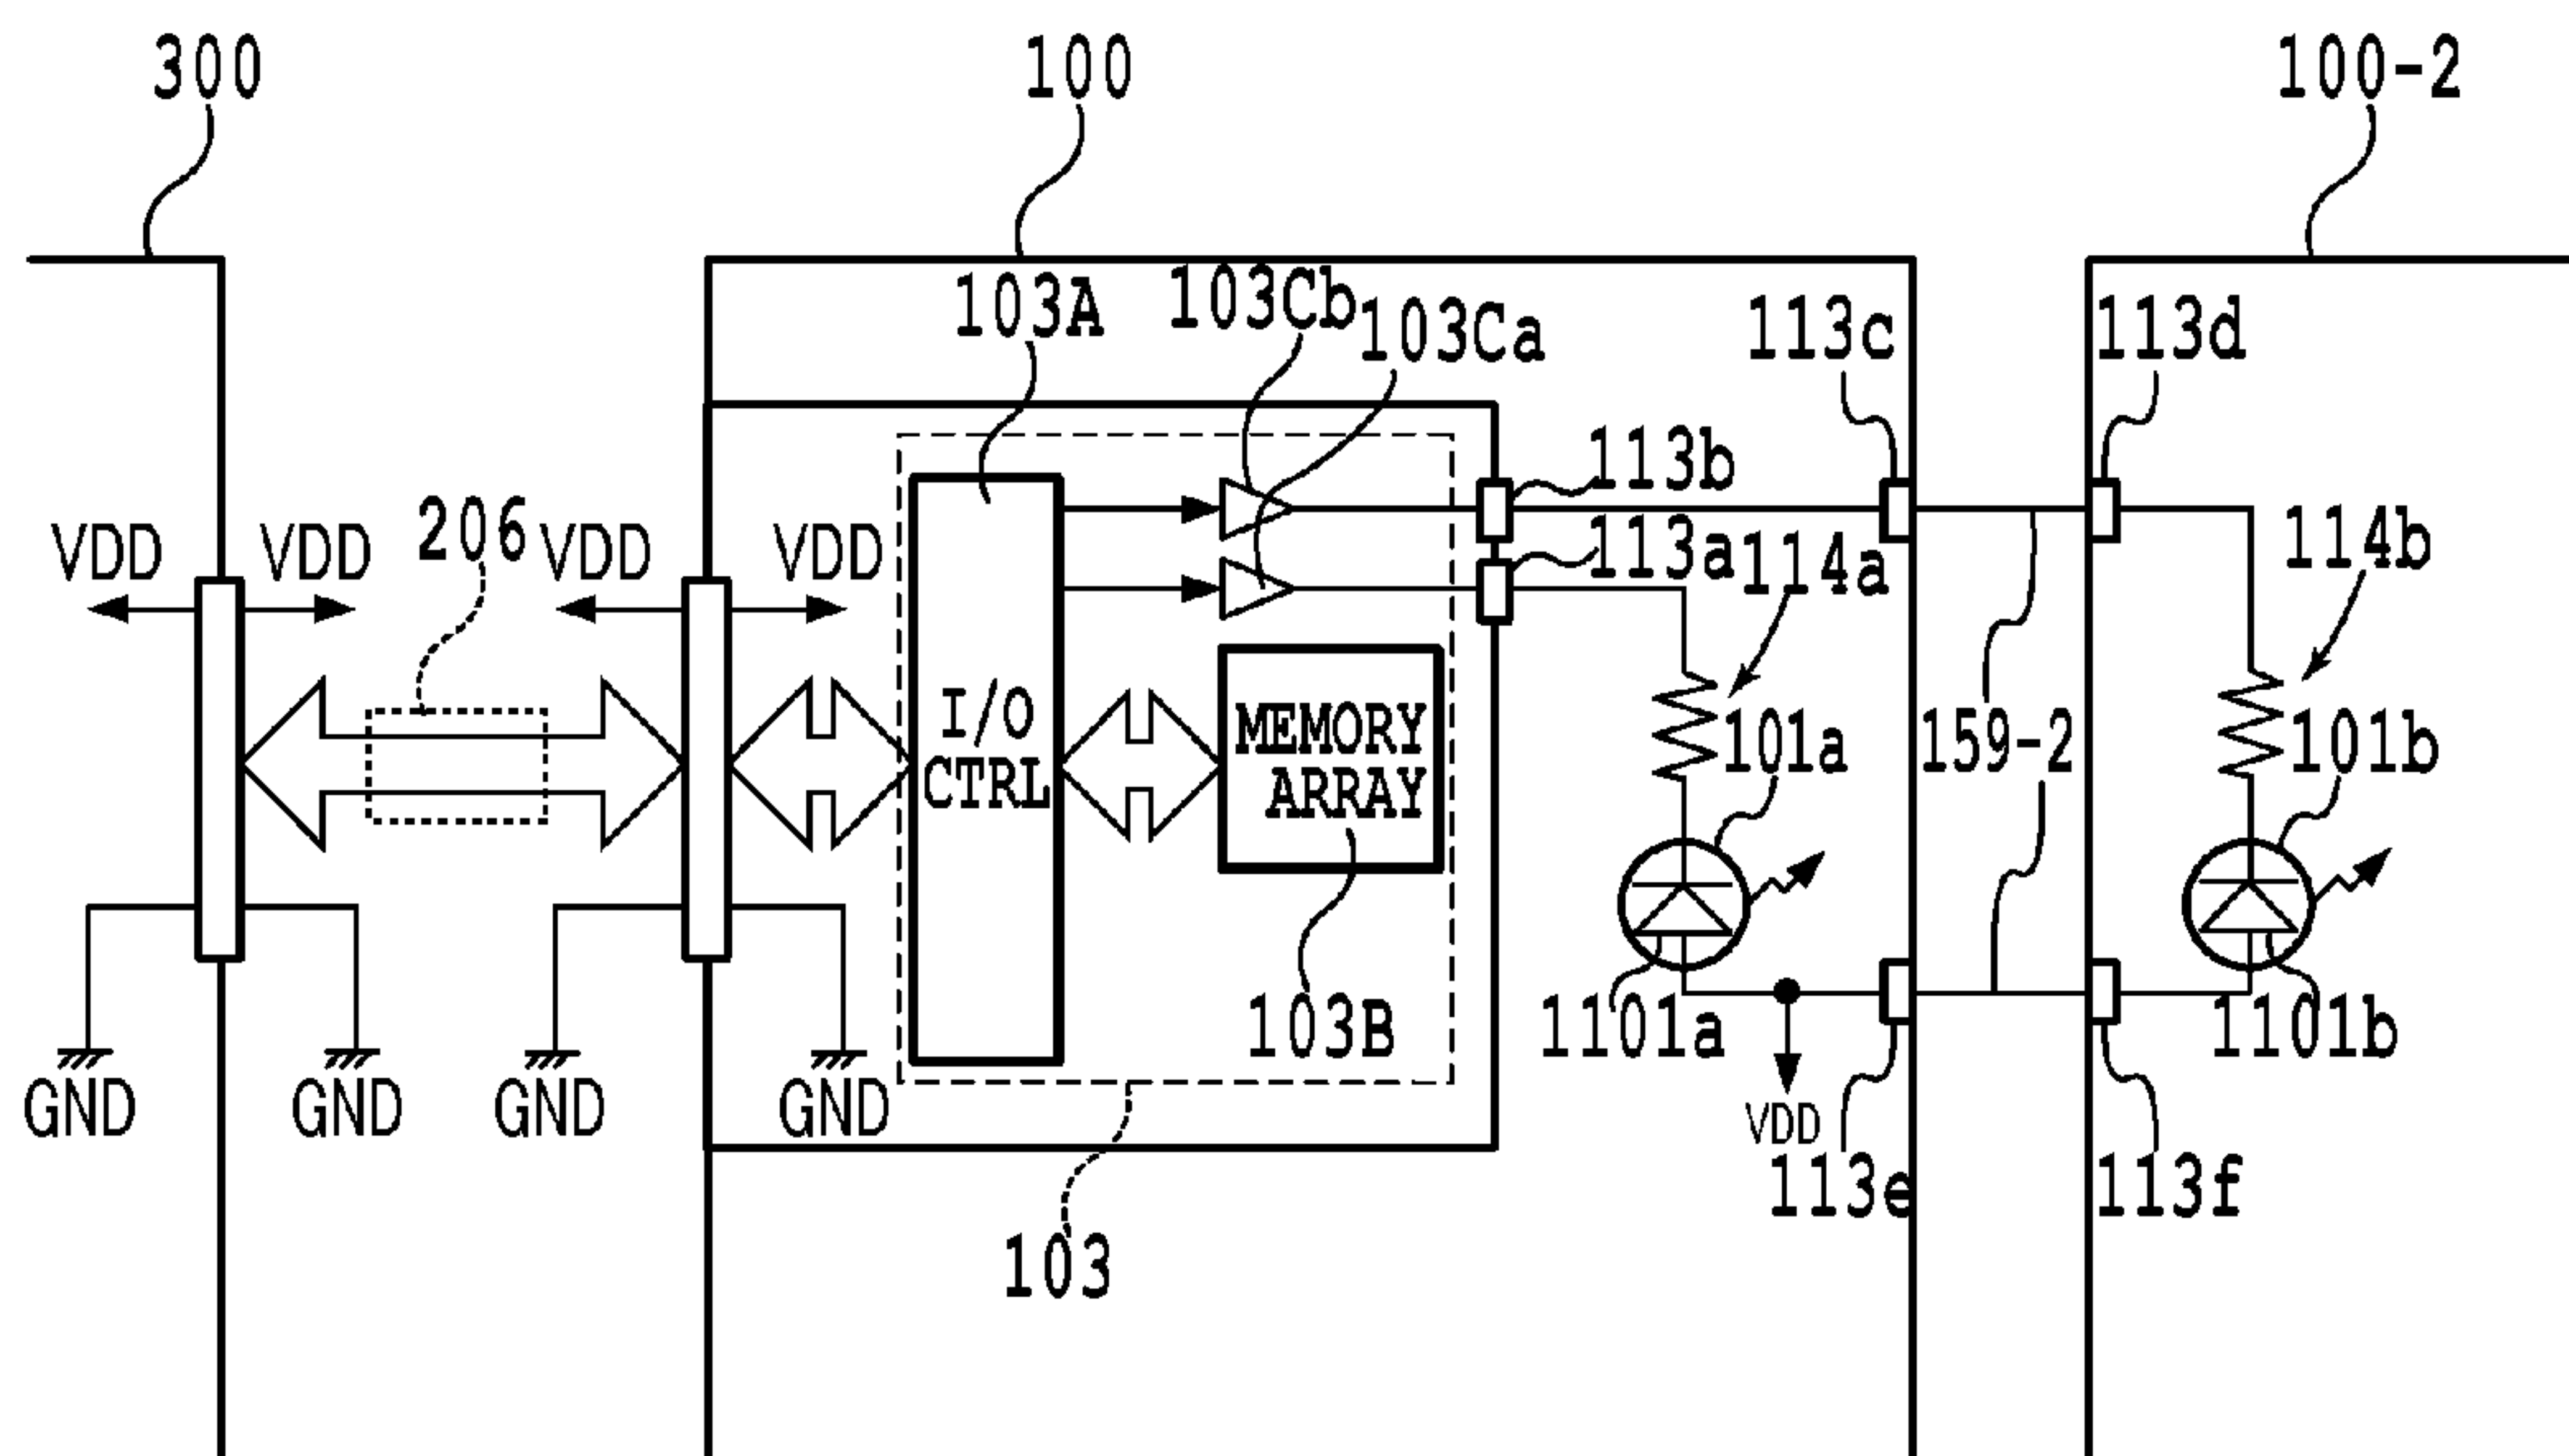 300
100
100-2
103A
103Cb
103Ca
113c
113d
113b
113a
114a
114b
206
VDD
VDD
VDD
VDD
I/O
CTRL
MEMORY
ARRAY
101a
159-2
101b
103B
1101a
1101b
VDD
GND
GND
GND
GND
113e
113f
103